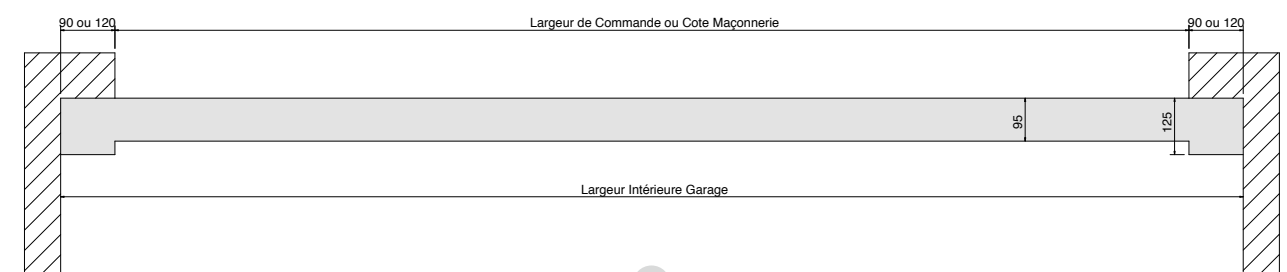 90 ou 120
Largeur de Commande ou Cote Maçonnerie
90 ou 120
95
125
Largeur Intérieure Garage